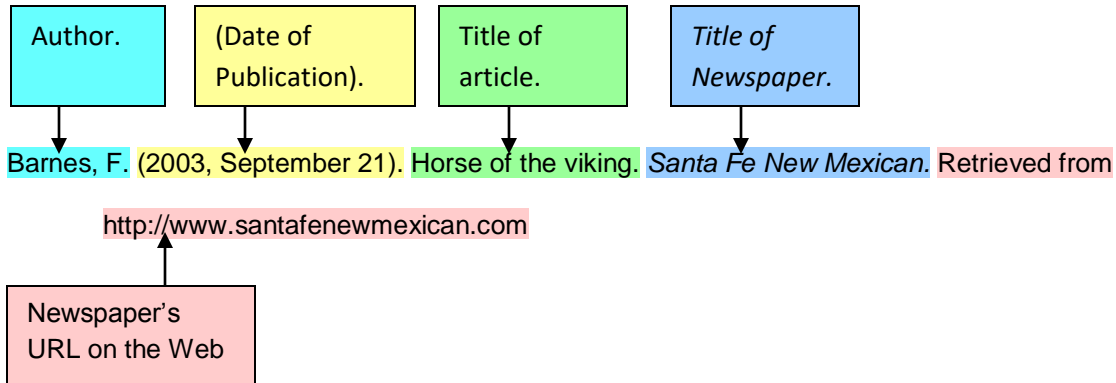 Author.
(Date of
Publication).
Title of
article.
Title of
Newspaper.
Barnes, F. (2003, September 21). Horse of the viking. Santa Fe New Mexican. Retrieved from
http://www.santafenewmexican.com
Newspaper’s
URL on the Web